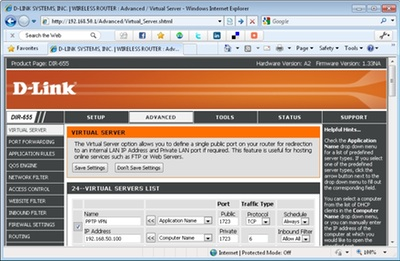 D-LINK SYSTEMS, INC. | WIRELESS ROUTER : Advanced / Virtual Server - Windows Internet Explorer
http://192.168.50.1/Advanced/Virtual_Server.shtml
Google
Search the Web
Favorites
D-LINK SYSTEMS, INC. | WIRELESS ROUTER : Adv...
Page
Safety
Tools
Product Page: DIR-655
Hardware Version: A2 Firmware Version: 1.33NA
D-Link
DIR-655
SETUP
ADVANCED
TOOLS
STATUS
SUPPORT
VIRTUAL SERVER
PORT FORWARDING
APPLICATION RULES
QOS ENGINE
NETWORK FILTER
ACCESS CONTROL
WEBSITE FILTER
INBOUND FILTER
FIREWALL SETTINGS
ROUTING
VIRTUAL SERVER
The Virtual Server option allows you to define a single public port on your router for redirection
to an internal LAN IP Address and Private LAN port if required. This feature is useful for hosting
online services such as FTP or Web Servers.
Save Settings
Don't Save Settings
24--VIRTUAL SERVERS LIST
Port
Traffic Type
Name
Public
Protocol
Schedule
PPTP VPN
<<
Application Name
1723
TCP
Always
IP Address
Private
Inbound Filter
192.168.50.100
<<
Computer Name
1723
6
Allow All
Helpful Hints...
Check the Application
Name drop down menu
for a list of predefined
server types. If you
select one of the
predefined server types,
click the arrow button
next to the drop down
menu to fill out the
corresponding field.
You can select a
computer from the list of
DHCP clients in the
Computer Name drop
down menu, or you can
manually enter the IP
address of the computer
at which you would like
to open the
Internet | Protected Mode: Off
100%